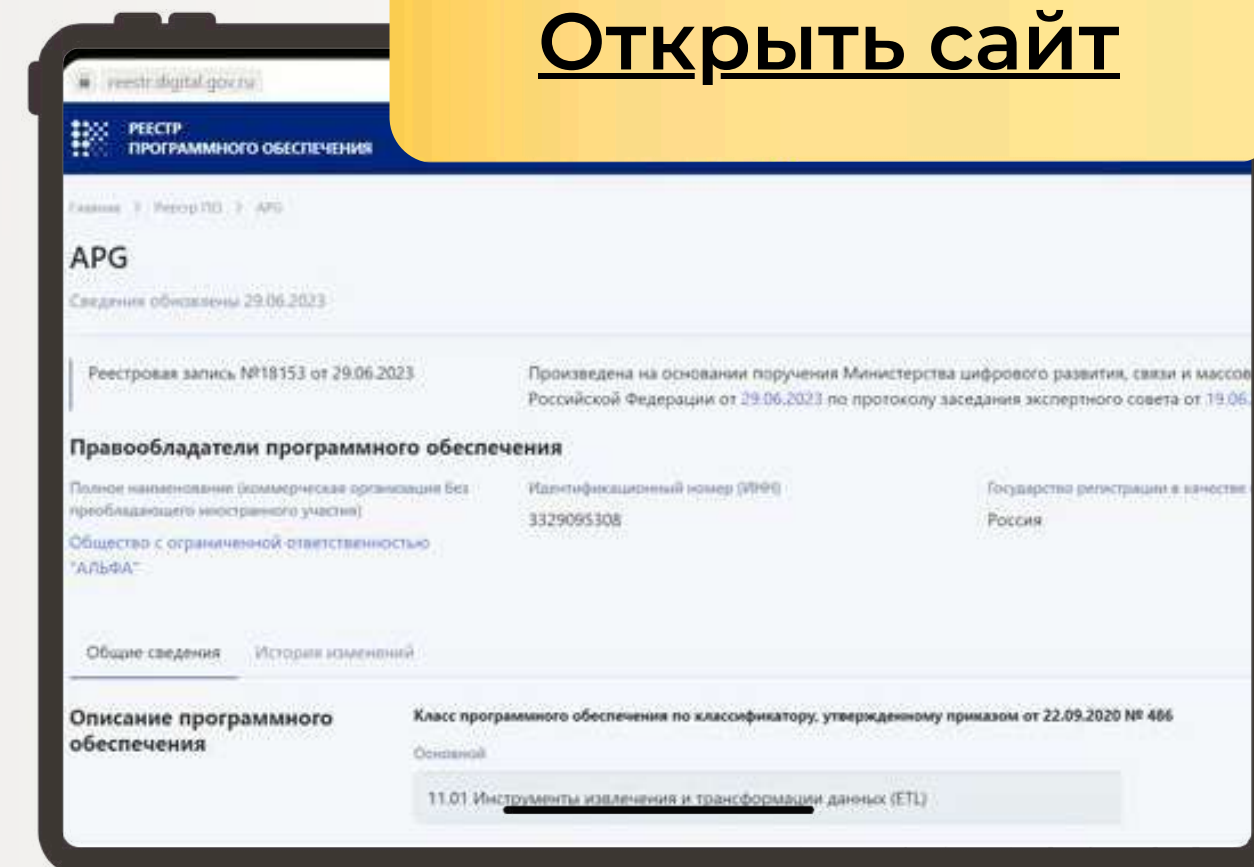 Открыть сайт
reestr.digital.gov.ru
РЕЕСТР
ПРОГРАММНОГО ОБЕСПЕЧЕНИЯ
Главная > Реестр ПО > APG
APG
Сведения обновлены 29.06.2023
Реестровая запись №18153 от 29.06.2023
Произведена на основании поручения Министерства цифрового развития, связи и массов
Российской Федерации от 29.06.2023 по протоколу заседания экспертного совета от 19.06.
Правообладатели программного обеспечения
Полное наименование (коммерческая организация без
преобладающего иностранного участия)
Общество с ограниченной ответственностью
"АЛЬФА"
Идентификационный номер (ИНН)
3329095308
Государство регистрации в качестве
Россия
Общие сведения История изменений
Описание программного
обеспечения
Класс программного обеспечения по классификатору, утвержденному приказом от 22.09.2020 № 486
Основной
11.01 Инструменты извлечения и трансформации данных (ETL)